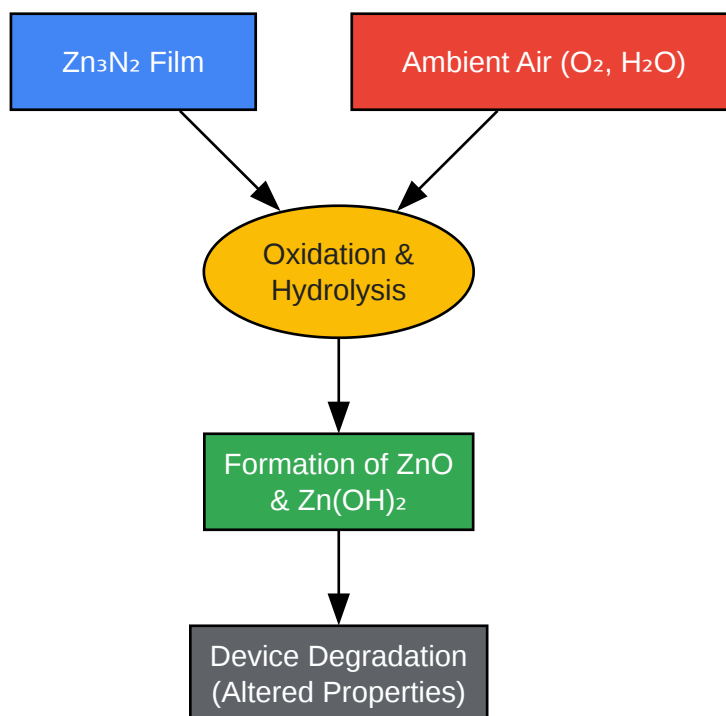 Zn₃N₂ Film
Ambient Air (O₂, H₂O)
Oxidation &
Hydrolysis
Formation of ZnO
& Zn(OH)₂
Device Degradation
(Altered Properties)